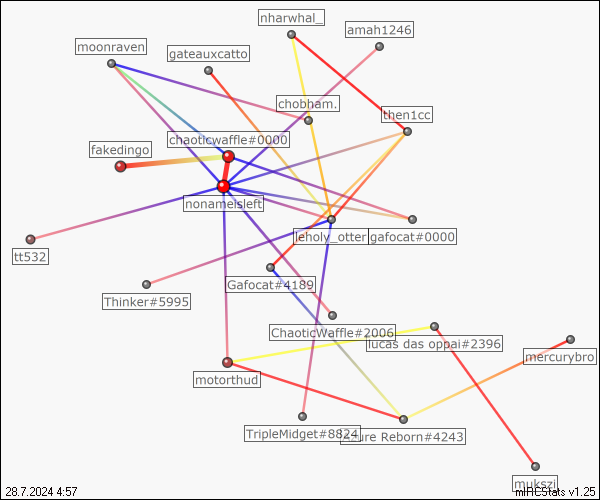 nharwhal_
amah1246
moonraven
gateauxcatto
chobham.
then1cc
chaoticwaffle#0000
fakedingo
nonameisleft
leholy_otter
gafocat#0000
tt532
Gafocat#4189
Thinker#5995
ChaoticWaffle#2006
lucas das oppai#2396
mercurybro
motorthud
TripleMidget#8824
Reborn#4243
mukszi
28.7.2024 4:57
mIRCStats v1.25